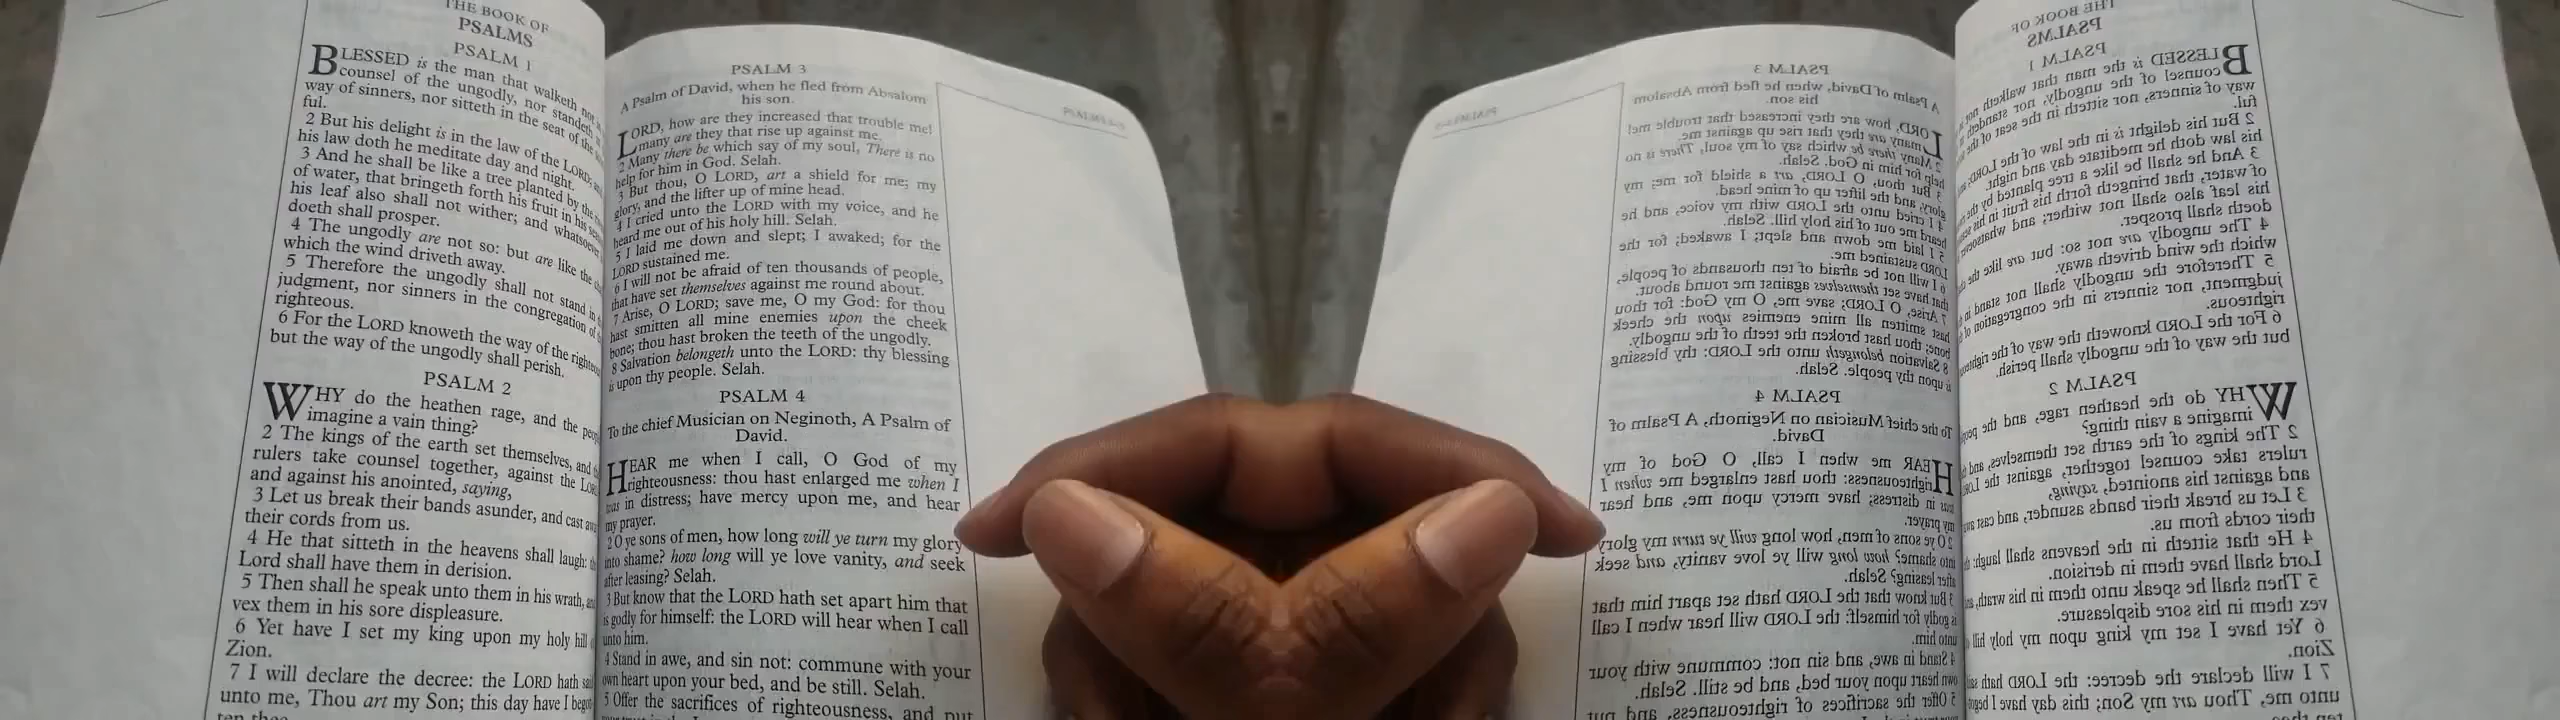 THE BOOK OF
PSALMS
PSALM 1
BLESSED is the man that walketh not
counsel of the ungodly, nor standeth
way of sinners, nor sitteth in the seat of the
ful.
2 But his delight is in the law of the LORD;
his law doth he meditate day and night.
3 And he shall be like a tree planted by the
of water, that bringeth forth his fruit in his
his leaf also shall not wither; and whatsoever
doeth shall prosper.
4 The ungodly are not so: but are like the
which the wind driveth away.
5 Therefore the ungodly shall not stand in
judgment, nor sinners in the congregation of
righteous.
6 For the LORD knoweth the way of the
but the way of the ungodly shall perish.
PSALM 2
WHY do the heathen rage, and the
imagine a vain thing?
2 The kings of the earth set themselves, and
rulers take counsel together, against the
and against his anointed, saying,
3 Let us break their bands asunder, and cast
their cords from us.
4 He that sitteth in the heavens shall laugh:
Lord shall have them in derision.
5 Then shall he speak unto them in his wrath,
vex them in his sore displeasure.
6 Yet have I set my king upon my holy hill
Zion.
7 I will declare the decree: the LORD hath
unto me, Thou art my Son; this day have I
PSALM 3
A Psalm of David, when he fled from Absalom
his son.
LORD, how are they increased that trouble me!
many are they that rise up against me.
2 Many there be which say of my soul, There is no
help for him in God. Selah.
3 But thou, O LORD, art a shield for me; my
glory, and the lifter up of mine head.
4 I cried unto the LORD with my voice, and he
heard me out of his holy hill. Selah.
5 I laid me down and slept; I awaked; for the
LORD sustained me.
6 I will not be afraid of ten thousands of people,
that have set themselves against me round about.
7 Arise, O LORD; save me, O my God: for thou
hast smitten all mine enemies upon the cheek
bone; thou hast broken the teeth of the ungodly.
8 Salvation belongeth unto the LORD: thy blessing
is upon thy people. Selah.
PSALM 4
To the chief Musician on Neginoth, A Psalm of
David.
HEAR me when I call, O God of my
righteousness: thou hast enlarged me when I
was in distress; have mercy upon me, and hear
my prayer.
2 O ye sons of men, how long will ye turn my glory
into shame? how long will ye love vanity, and seek
after leasing? Selah.
3 But know that the LORD hath set apart him that
is godly for himself: the LORD will hear when I call
unto him.
4 Stand in awe, and sin not: commune with your
own heart upon your bed, and be still. Selah.
5 Offer the sacrifices of righteousness, and put